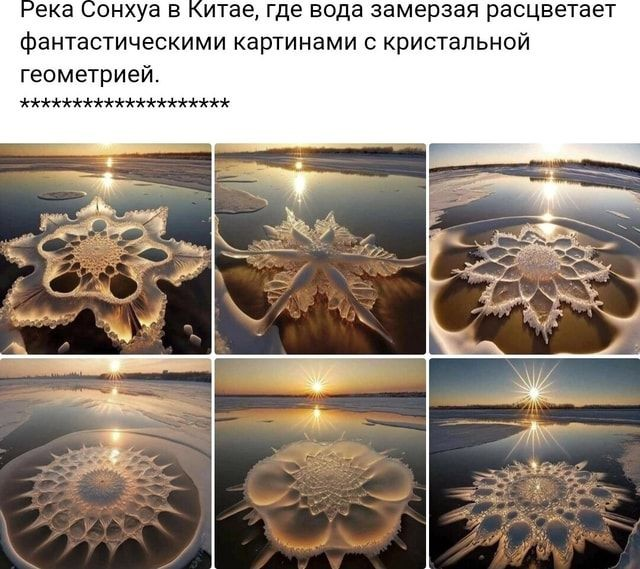 Река Сонхуа в Китае, где вода замерзая расцветает
фантастическими картинами с кристальной
геометрией.
********************